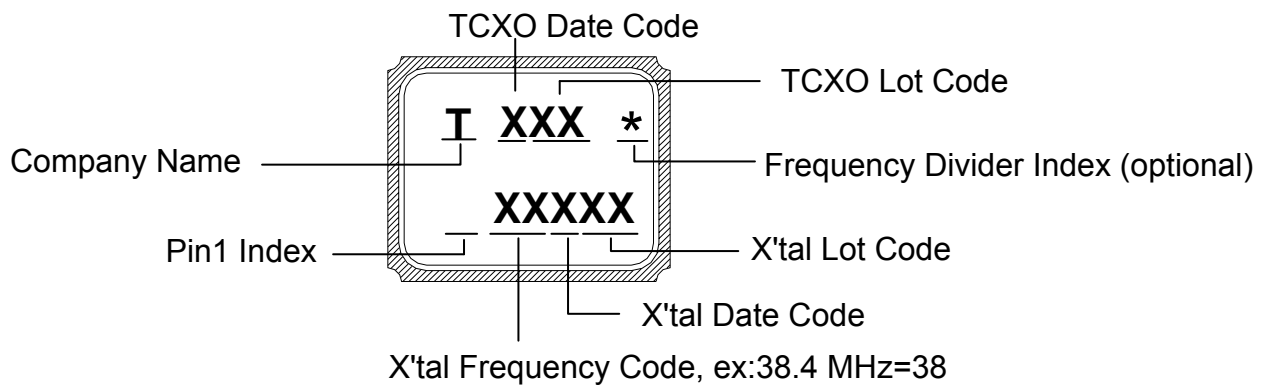 TCXO Date Code
TCXO Lot Code
T XXX *
Company Name
Frequency Divider Index (optional)
XXXXX
Pin1 Index
X'tal Lot Code
X'tal Date Code
X'tal Frequency Code, ex:38.4 MHz=38